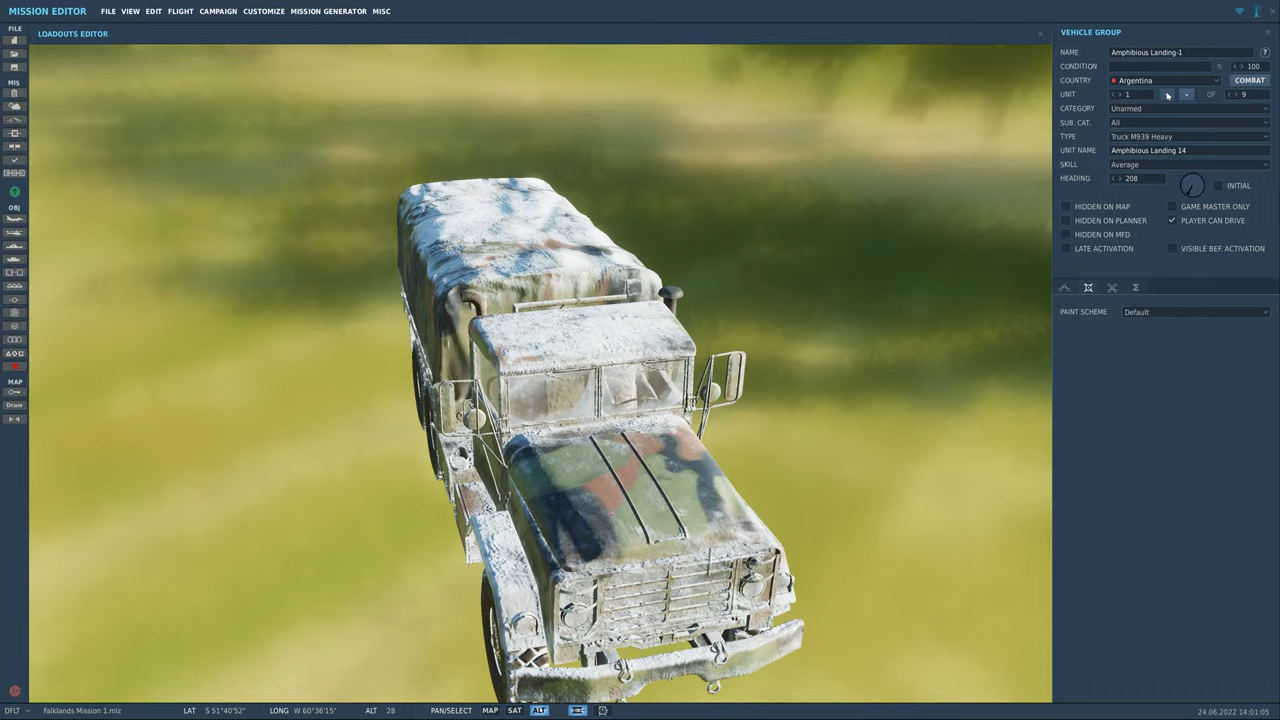 MISSION EDITOR FILE VIEW EDIT FLIGHT CAMPAIGN CUSTOMIZE MISSION GENERATOR MISC
FILE
MIS
OBJ
MAP
Draw
LOADOUTS EDITOR
VEHICLE GROUP
NAME Amphibious Landing-1 ?
CONDITION % < > 100
COUNTRY Argentina COMBAT
UNIT < > 1 - OF < > 9
CATEGORY Unarmed
SUB. CAT. All
TYPE Truck M939 Heavy
UNIT NAME Amphibious Landing 14
SKILL Average
HEADING < > 208 INITIAL
HIDDEN ON MAP GAME MASTER ONLY
HIDDEN ON PLANNER PLAYER CAN DRIVE
HIDDEN ON MFD
LATE ACTIVATION VISIBLE BEF. ACTIVATION
PAINT SCHEME Default
DFLT Falklands Mission 1.miz LAT S 51°40'52" LONG W 60°36'15" ALT 28 PAN/SELECT MAP SAT ALT 24.06.2022 14:01:05